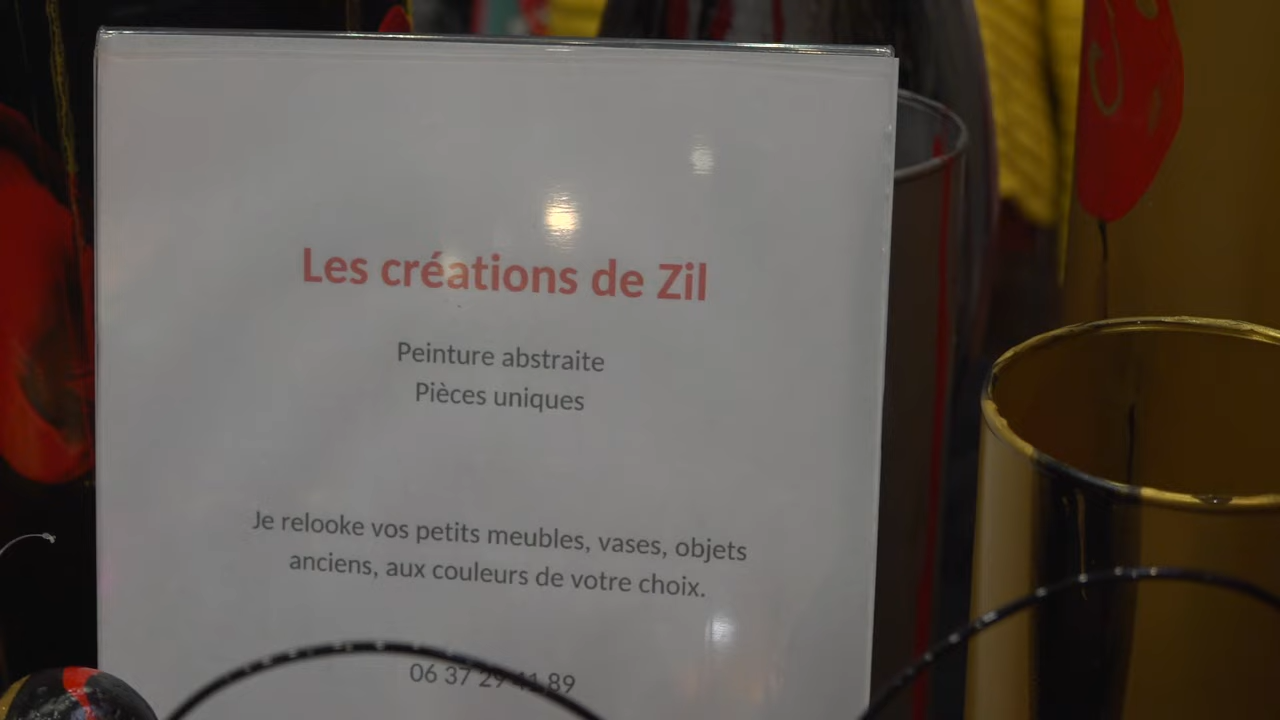 Les créations de Zil
Peinture abstraite
Pièces uniques
Je relooke vos petits meubles, vases, objets
anciens, aux couleurs de votre choix.
06 37 29 89